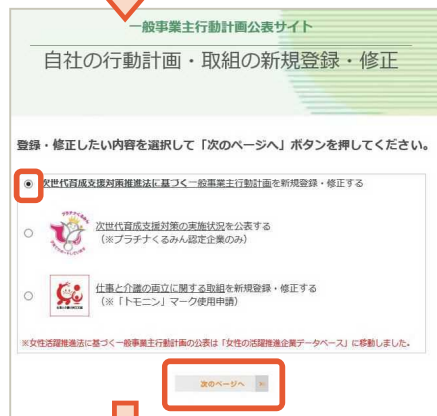 一般事業主行動計画公表サイト
自社の行動計画・取組の新規登録・修正
登録・修正したい内容を選択して「次のページへ」ボタンを押してください。
次世代育成支援対策推進法に基づく一般事業主行動計画を新規登録・修正する
次世代育成支援対策の実施状況を公表する
（※プラチナくるみん認定企業のみ）
仕事と介護の両立に関する取組を新規登録・修正する
（※「トモニン」マーク使用申請）
※女性活躍推進法に基づく一般事業主行動計画の公表は「女性の活躍推進企業データベース」に移動しました。
次のページへ